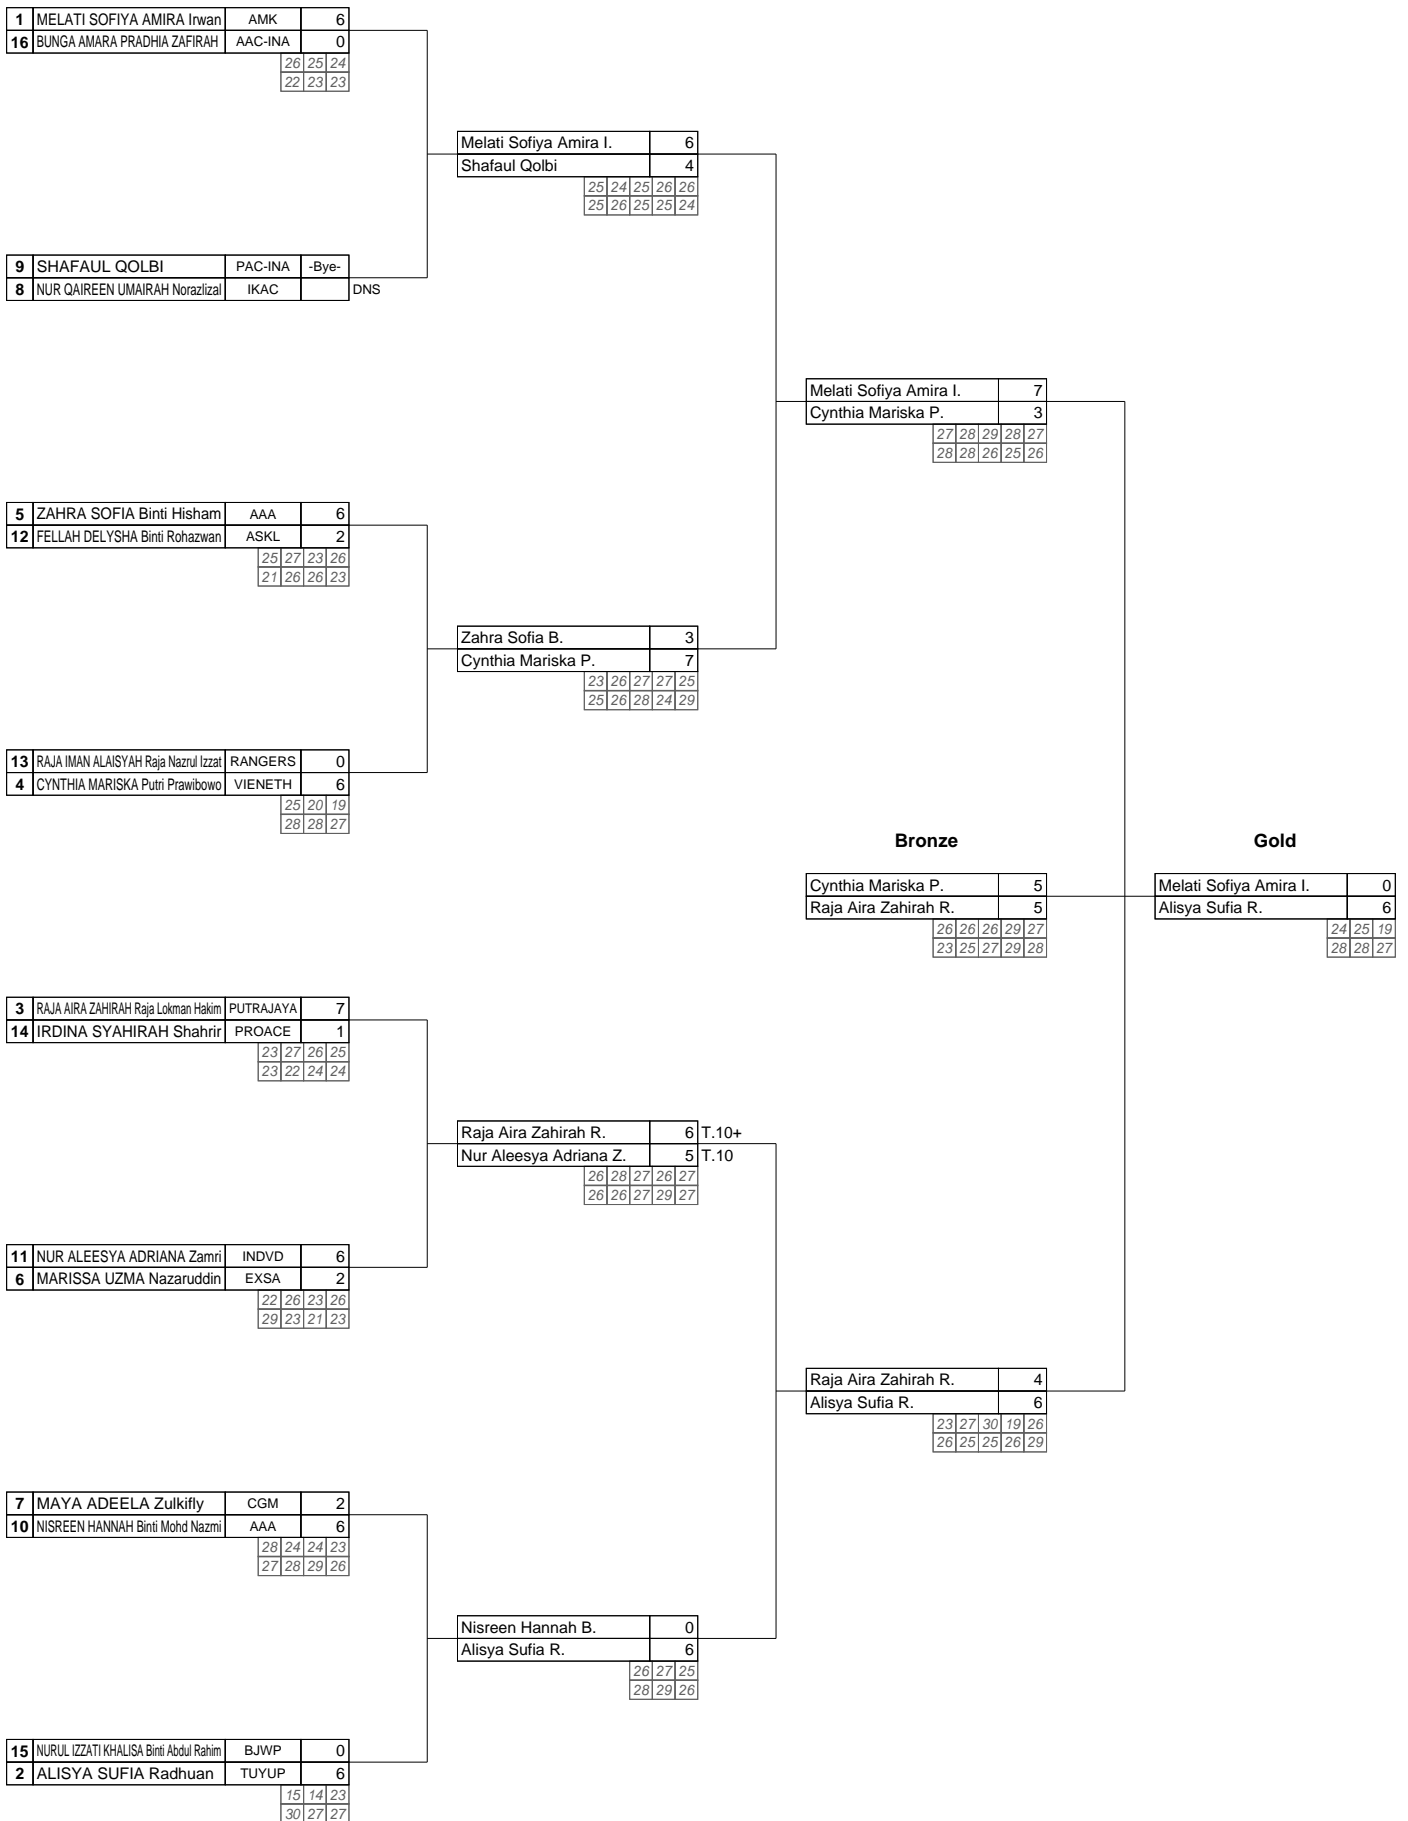 1 MELATI SOFIYA AMIRA Irwan AMK 6
16 BUNGA AMARA PRADHIA ZAFIRAH AAC-INA 0
26 25 24
22 23 23
Melati Sofiya Amira I. 6
Shafaul Qolbi 4
25 24 25 26 26
25 26 25 25 24
9 SHAFAUL QOLBI PAC-INA -Bye-
8 NUR QAIREEN UMAIRAH Norazlizal IKAC DNS
Melati Sofiya Amira I. 7
Cynthia Mariska P. 3
27 28 29 28 27
28 28 26 25 26
5 ZAHRA SOFIA Binti Hisham AAA 6
12 FELLAH DELYSHA Binti Rohazwan ASKL 2
25 27 23 26
21 26 26 23
Zahra Sofia B. 3
Cynthia Mariska P. 7
23 26 27 27 25
25 26 28 24 29
13 RAJA IMAN ALAISYAH Raja Nazrul Izzat RANGERS 0
4 CYNTHIA MARISKA Putri Prawibowo VIENETH 6
25 20 19
28 28 27
Bronze Gold
Cynthia Mariska P. 5 Melati Sofiya Amira I. 0
Raja Aira Zahirah R. 5 Alisya Sufia R. 6
26 26 26 29 27 24 25 19
23 25 27 29 28 28 28 27
3 RAJA AIRA ZAHIRAH Raja Lokman Hakim PUTRAJAYA 7
14 IRDINA SYAHIRAH Shahrir PROACE 1
23 27 26 25
23 22 24 24
Raja Aira Zahirah R. 6 T.10+
Nur Aleesya Adriana Z. 5 T.10
26 28 27 26 27
26 26 27 29 27
11 NUR ALEESYA ADRIANA Zamri INDVD 6
6 MARISSA UZMA Nazaruddin EXSA 2
22 26 23 26
29 23 21 23
Raja Aira Zahirah R. 4
Alisya Sufia R. 6
23 27 30 19 26
26 25 25 26 29
7 MAYA ADEELA Zulkifly CGM 2
10 NISREEN HANNAH Binti Mohd Nazmi AAA 6
28 24 24 23
27 28 29 26
Nisreen Hannah B. 0
Alisya Sufia R. 6
26 27 25
28 29 26
15 NURUL IZZATI KHALISA Binti Abdul Rahim BJWP 0
2 ALISYA SUFIA Radhuan TUYUP 6
15 14 23
30 27 27